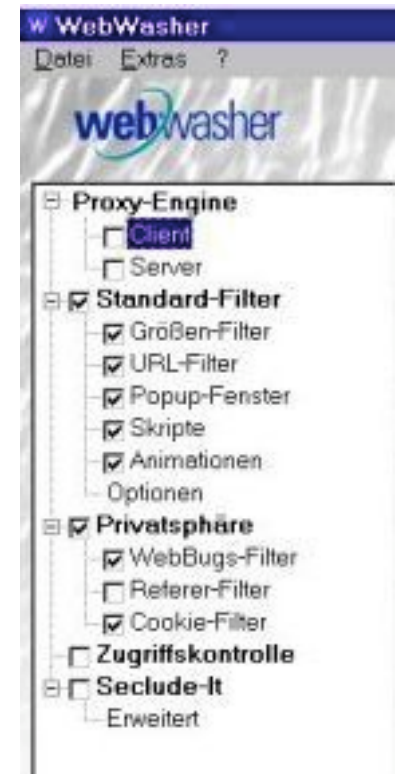 W WebWasher
Datei Extras ?
webwasher
Proxy-Engine
Client
Server
Standard-Filter
Größen-Filter
URL-Filter
Popup-Fenster
Skripte
Animationen
Optionen
Privatsphäre
WebBugs-Filter
Referer-Filter
Cookie-Filter
Zugriffskontrolle
Seclude-It
Erweitert